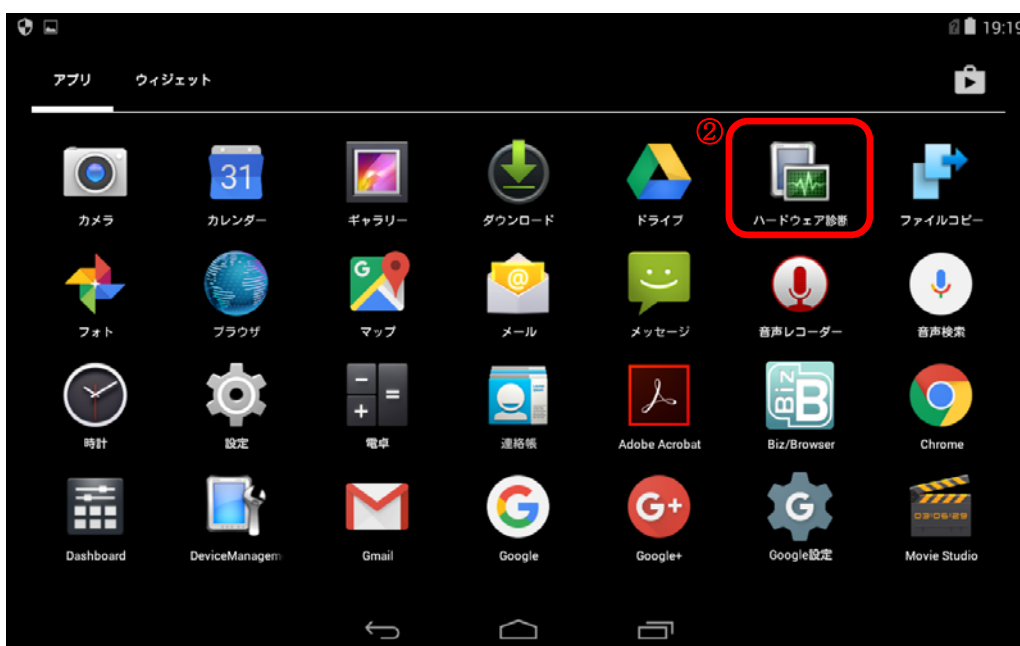 19:19
アプリ ウィジェット
②
31
カメラ カレンダー ギャラリー ダウンロード ドライブ ハードウェア診断 ファイルコピー
G @
フォト ブラウザ マップ メール メッセージ 音声レコーダー 音声検索
Biz B
時計 設定 電卓 連絡帳 Adobe Acrobat Biz/Browser Chrome
G G+ G 03:06:29
Dashboard DeviceManagem Gmail Google Google+ Google設定 Movie Studio